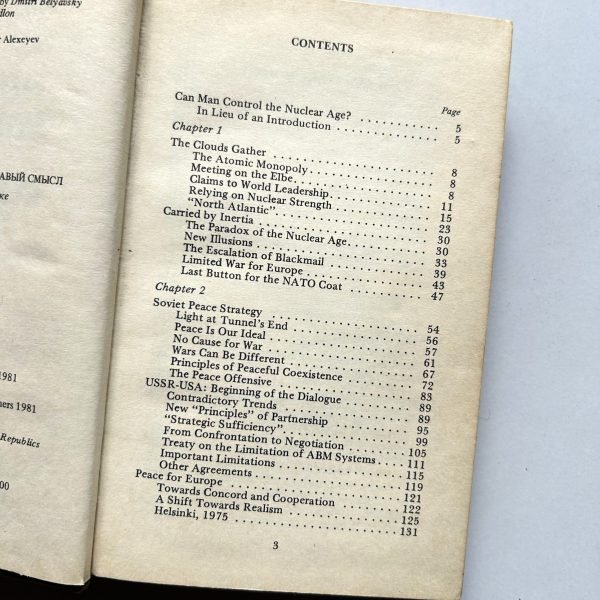 by Dmitri Belyavsky
Alexeyev
АВЫЙ СМЫСЛ
1981
ners 1981
Republics
00
CONTENTS
Page
Can Man Control the Nuclear Age? . . . . . . . . . . 5
In Lieu of an Introduction . . . . . . . . . . 5
Chapter 1
The Clouds Gather . . . . . . . . . . 8
The Atomic Monopoly . . . . . . . . . . 8
Meeting on the Elbe . . . . . . . . . . 8
Claims to World Leadership . . . . . . . . . . 11
Relying on Nuclear Strength . . . . . . . . . . 15
“North Atlantic” . . . . . . . . . . 23
Carried by Inertia . . . . . . . . . . 30
The Paradox of the Nuclear Age . . . . . . . . . . 30
New Illusions . . . . . . . . . . 33
The Escalation of Blackmail . . . . . . . . . . 39
Limited War for Europe . . . . . . . . . . 43
Last Button for the NATO Coat . . . . . . . . . . 47
Chapter 2
Soviet Peace Strategy . . . . . . . . . . 54
Light at Tunnel's End . . . . . . . . . . 56
Peace Is Our Ideal . . . . . . . . . . 57
No Cause for War . . . . . . . . . . 61
Wars Can Be Different . . . . . . . . . . 67
Principles of Peaceful Coexistence . . . . . . . . . . 72
The Peace Offensive . . . . . . . . . . 83
USSR-USA: Beginning of the Dialogue . . . . . . . . . . 89
Contradictory Trends . . . . . . . . . . 89
New “Principles” of Partnership . . . . . . . . . . 95
“Strategic Sufficiency” . . . . . . . . . . 99
From Confrontation to Negotiation . . . . . . . . . . 105
Treaty on the Limitation of ABM Systems . . . . . . . . . . 111
Important Limitations . . . . . . . . . . 115
Other Agreements . . . . . . . . . . 119
Peace for Europe . . . . . . . . . . 121
Towards Concord and Cooperation . . . . . . . . . . 122
A Shift Towards Realism . . . . . . . . . . 125
Helsinki, 1975 . . . . . . . . . . 131
3